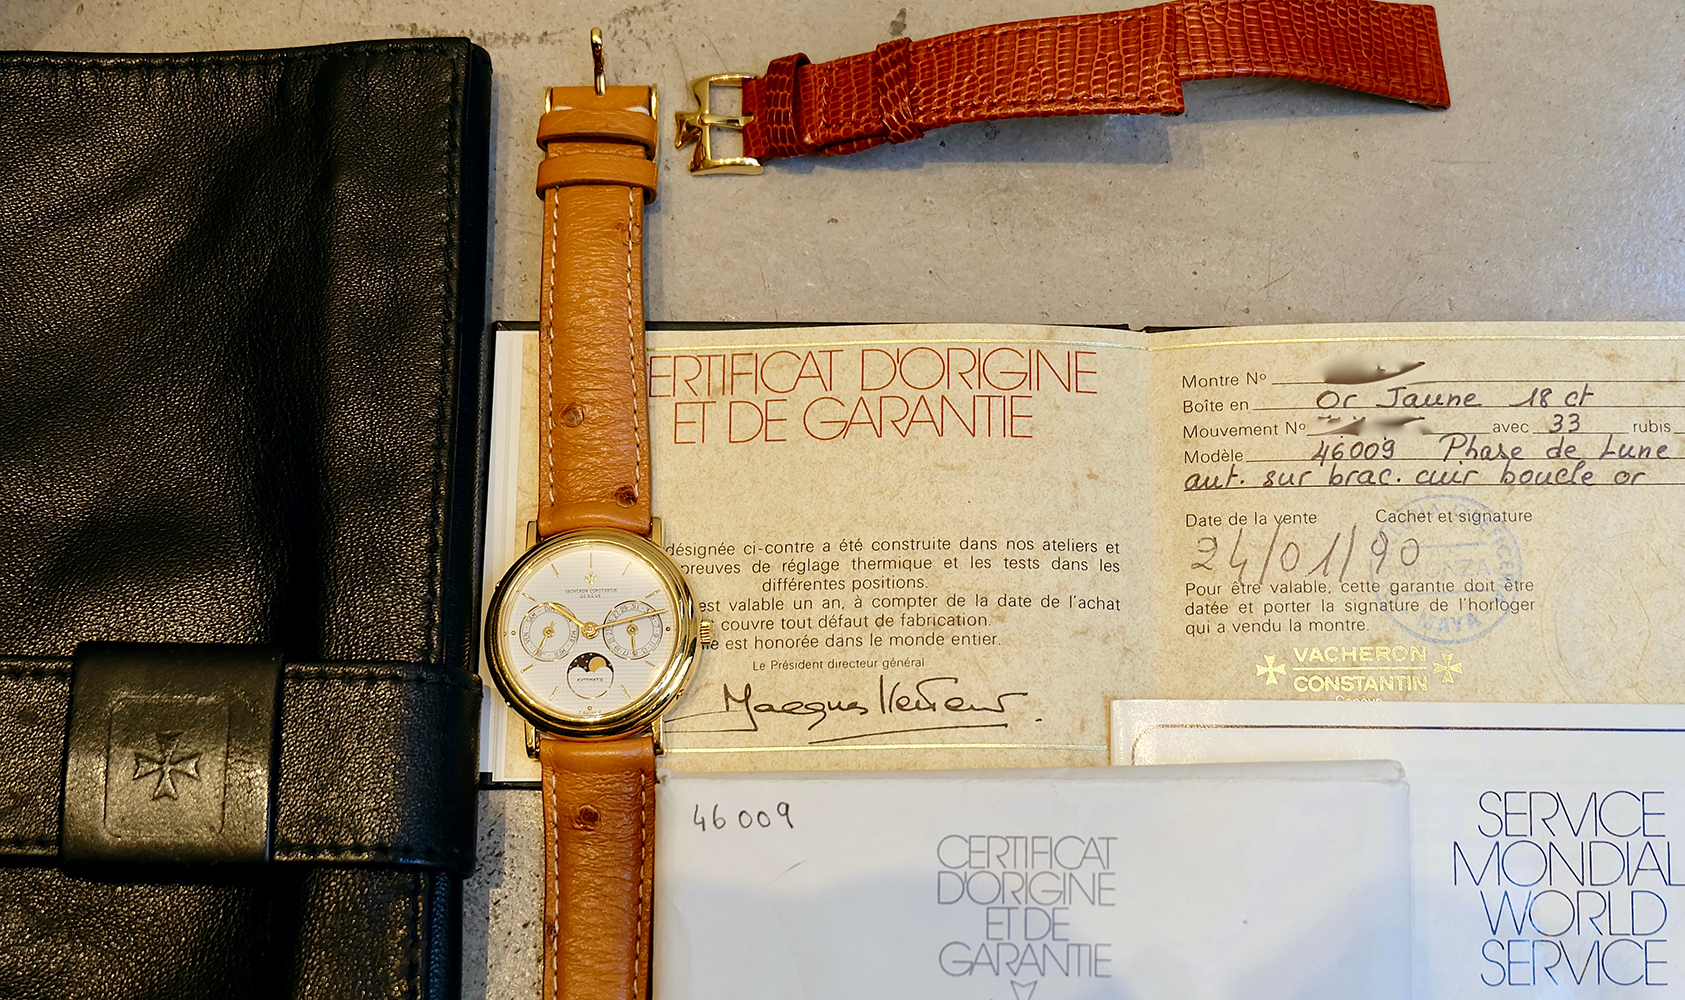 ERTIFICAT D'ORIGINE
ET DE GARANTIE
désignée ci-contre a été construite dans nos ateliers et
preuves de réglage thermique et les tests dans les
différentes positions.
est valable un an, à compter de la date de l'achat
couvre tout défaut de fabrication.
est honorée dans le monde entier.
Le Président directeur général
Montre No
Boîte en Or Jaune 18 ct
Mouvement No avec 33 rubis
Modèle 46009 Phase de Lune
aut. sur brac. cuir boucle or
Date de la vente Cachet et signature
24/01/90
Pour être valable, cette garantie doit être
datée et porter la signature de l'horloger
qui a vendu la montre.
VACHERON
CONSTANTIN
Genève
VACHERON CONSTANTIN
GENEVE
AUTOMATIC
46009
CERTIFICAT
D'ORIGINE
ET DE
GARANTIE
SERVICE
MONDIAL
WORLD
SERVICE